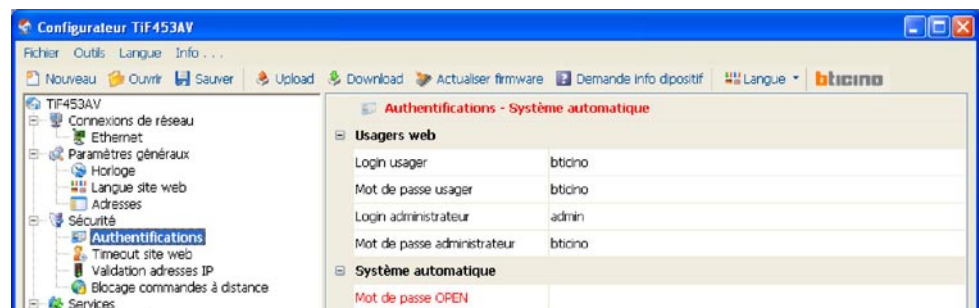 Configurateur TiF453AV
Fichier Outils Langue Info . . .
Nouveau Ouvrir Sauver Upload Download Actualiser firmware Demande info dipositif Langue bticino
TiF453AV
Connexions de réseau
Ethernet
Paramètres généraux
Horloge
Langue site web
Adresses
Sécurité
Authentifications
Timeout site web
Validation adresses IP
Blocage commandes à distance
Services
Authentifications - Système automatique
Usagers web
Login usager bticino
Mot de passe usager bticino
Login administrateur admin
Mot de passe administrateur bticino
Système automatique
Mot de passe OPEN